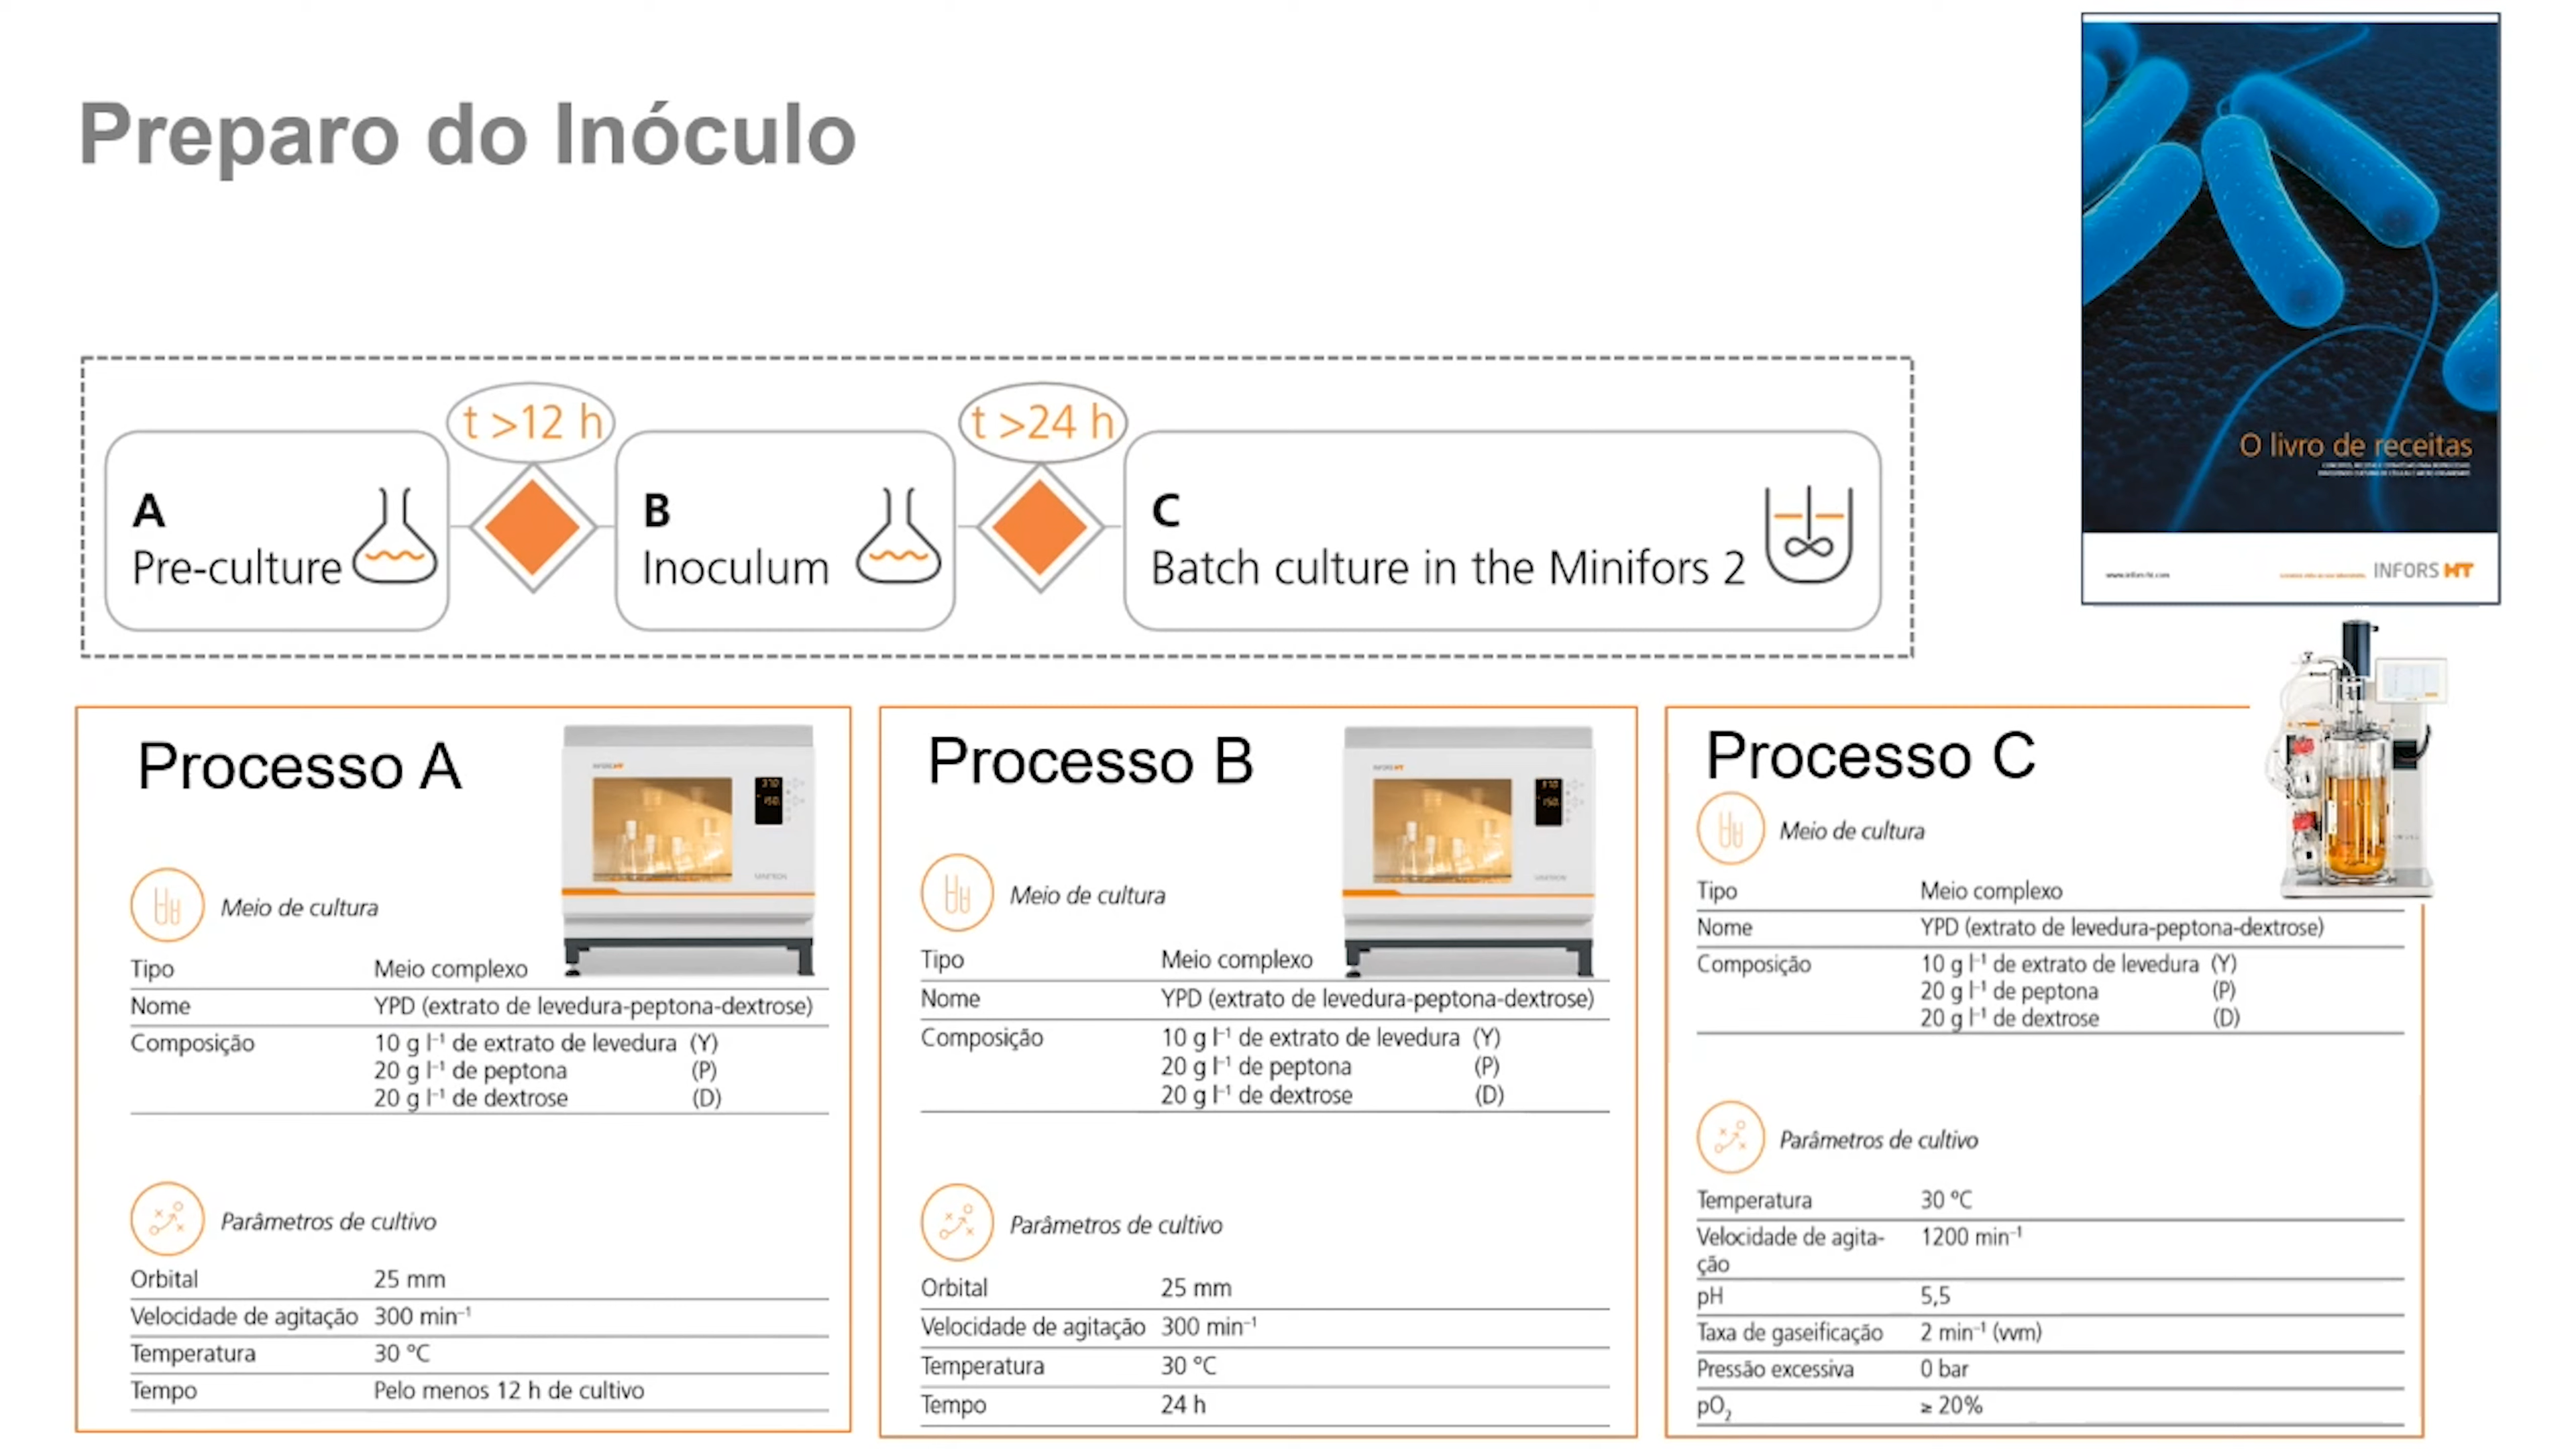 Preparo do Inóculo
O livro de receitas
www.infors-ht.com
INFORS HT
t >12 h
t >24 h
A
Pre-culture
B
Inoculum
C
Batch culture in the Minifors 2
Processo A
Meio de cultura
Tipo Meio complexo
Nome YPD (extrato de levedura-peptona-dextrose)
Composição 10 g l⁻¹ de extrato de levedura (Y)
20 g l⁻¹ de peptona (P)
20 g l⁻¹ de dextrose (D)
Parâmetros de cultivo
Orbital 25 mm
Velocidade de agitação 300 min⁻¹
Temperatura 30 °C
Tempo Pelo menos 12 h de cultivo
Processo B
Meio de cultura
Tipo Meio complexo
Nome YPD (extrato de levedura-peptona-dextrose)
Composição 10 g l⁻¹ de extrato de levedura (Y)
20 g l⁻¹ de peptona (P)
20 g l⁻¹ de dextrose (D)
Parâmetros de cultivo
Orbital 25 mm
Velocidade de agitação 300 min⁻¹
Temperatura 30 °C
Tempo 24 h
Processo C
Meio de cultura
Tipo Meio complexo
Nome YPD (extrato de levedura-peptona-dextrose)
Composição 10 g l⁻¹ de extrato de levedura (Y)
20 g l⁻¹ de peptona (P)
20 g l⁻¹ de dextrose (D)
Parâmetros de cultivo
Temperatura 30 °C
Velocidade de agita- 1200 min⁻¹
ção
pH 5,5
Taxa de gaseificação 2 min⁻¹ (vvm)
Pressão excessiva 0 bar
pO₂ ≥ 20%